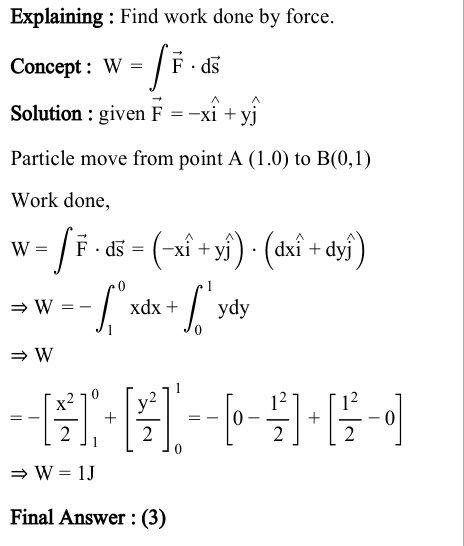 Explaining : Find work done by force.
Concept : W = ∫ F⃗ · ds⃗
Solution : given F⃗ = −xî + yĵ
Particle move from point A (1.0) to B(0,1)
Work done,
W = ∫ F⃗ · ds⃗ = (−xî + yĵ) · (dxî + dyĵ)
⇒ W = − ∫₁⁰ xdx + ∫₀¹ ydy
⇒ W
= −[x²/2]₁⁰ + [y²/2]₀¹ = −[0 − 1²/2] + [1²/2 − 0]
⇒ W = 1J
Final Answer : (3)